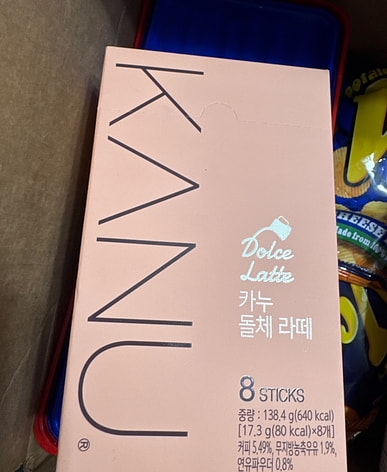 KANU®
Dolce
Latte
카누
돌체 라떼
8 STICKS
중량 : 138.4 g(640 kcal)
[17.3 g(80 kcal)×8개]
커피 5.49%, 무지방농축우유 1.9%,
연유파우더 0.8%
CHEESE
Made from